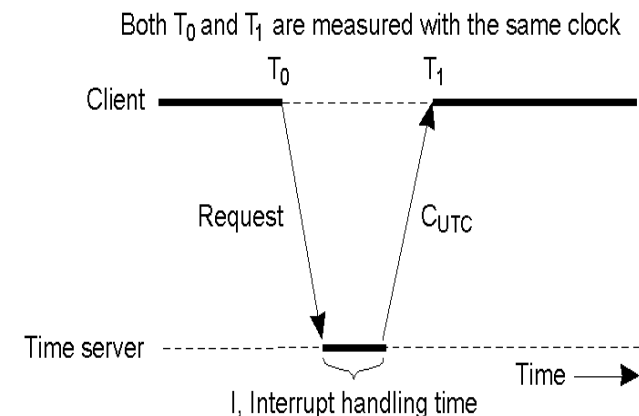 Both T₀ and T₁ are measured with the same clock
T₀
T₁
Client
Request
C_UTC
Time server
Time
I, Interrupt handling time